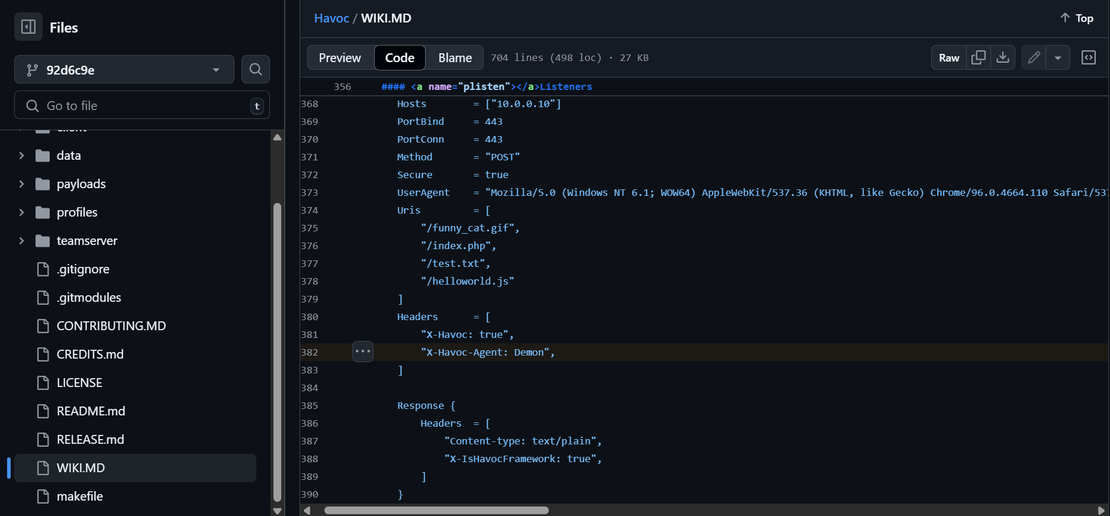 Files
92d6c9e
Go to file
t
client
data
payloads
profiles
teamserver
.gitignore
.gitmodules
CONTRIBUTING.MD
CREDITS.md
LICENSE
README.md
RELEASE.md
WIKI.MD
makefile
Havoc / WIKI.MD
Top
Preview Code Blame 704 lines (498 loc) · 27 KB Raw
356 #### <a name="plisten"></a>Listeners
368 Hosts = ["10.0.0.10"]
369 PortBind = 443
370 PortConn = 443
371 Method = "POST"
372 Secure = true
373 UserAgent = "Mozilla/5.0 (Windows NT 6.1; WOW64) AppleWebKit/537.36 (KHTML, like Gecko) Chrome/96.0.4664.110 Safari/53
374 Uris = [
375 "/funny_cat.gif",
376 "/index.php",
377 "/test.txt",
378 "/helloworld.js"
379 ]
380 Headers = [
381 "X-Havoc: true",
382 "X-Havoc-Agent: Demon",
383 ]
384
385 Response {
386 Headers = [
387 "Content-type: text/plain",
388 "X-IsHavocFramework: true",
389 ]
390 }